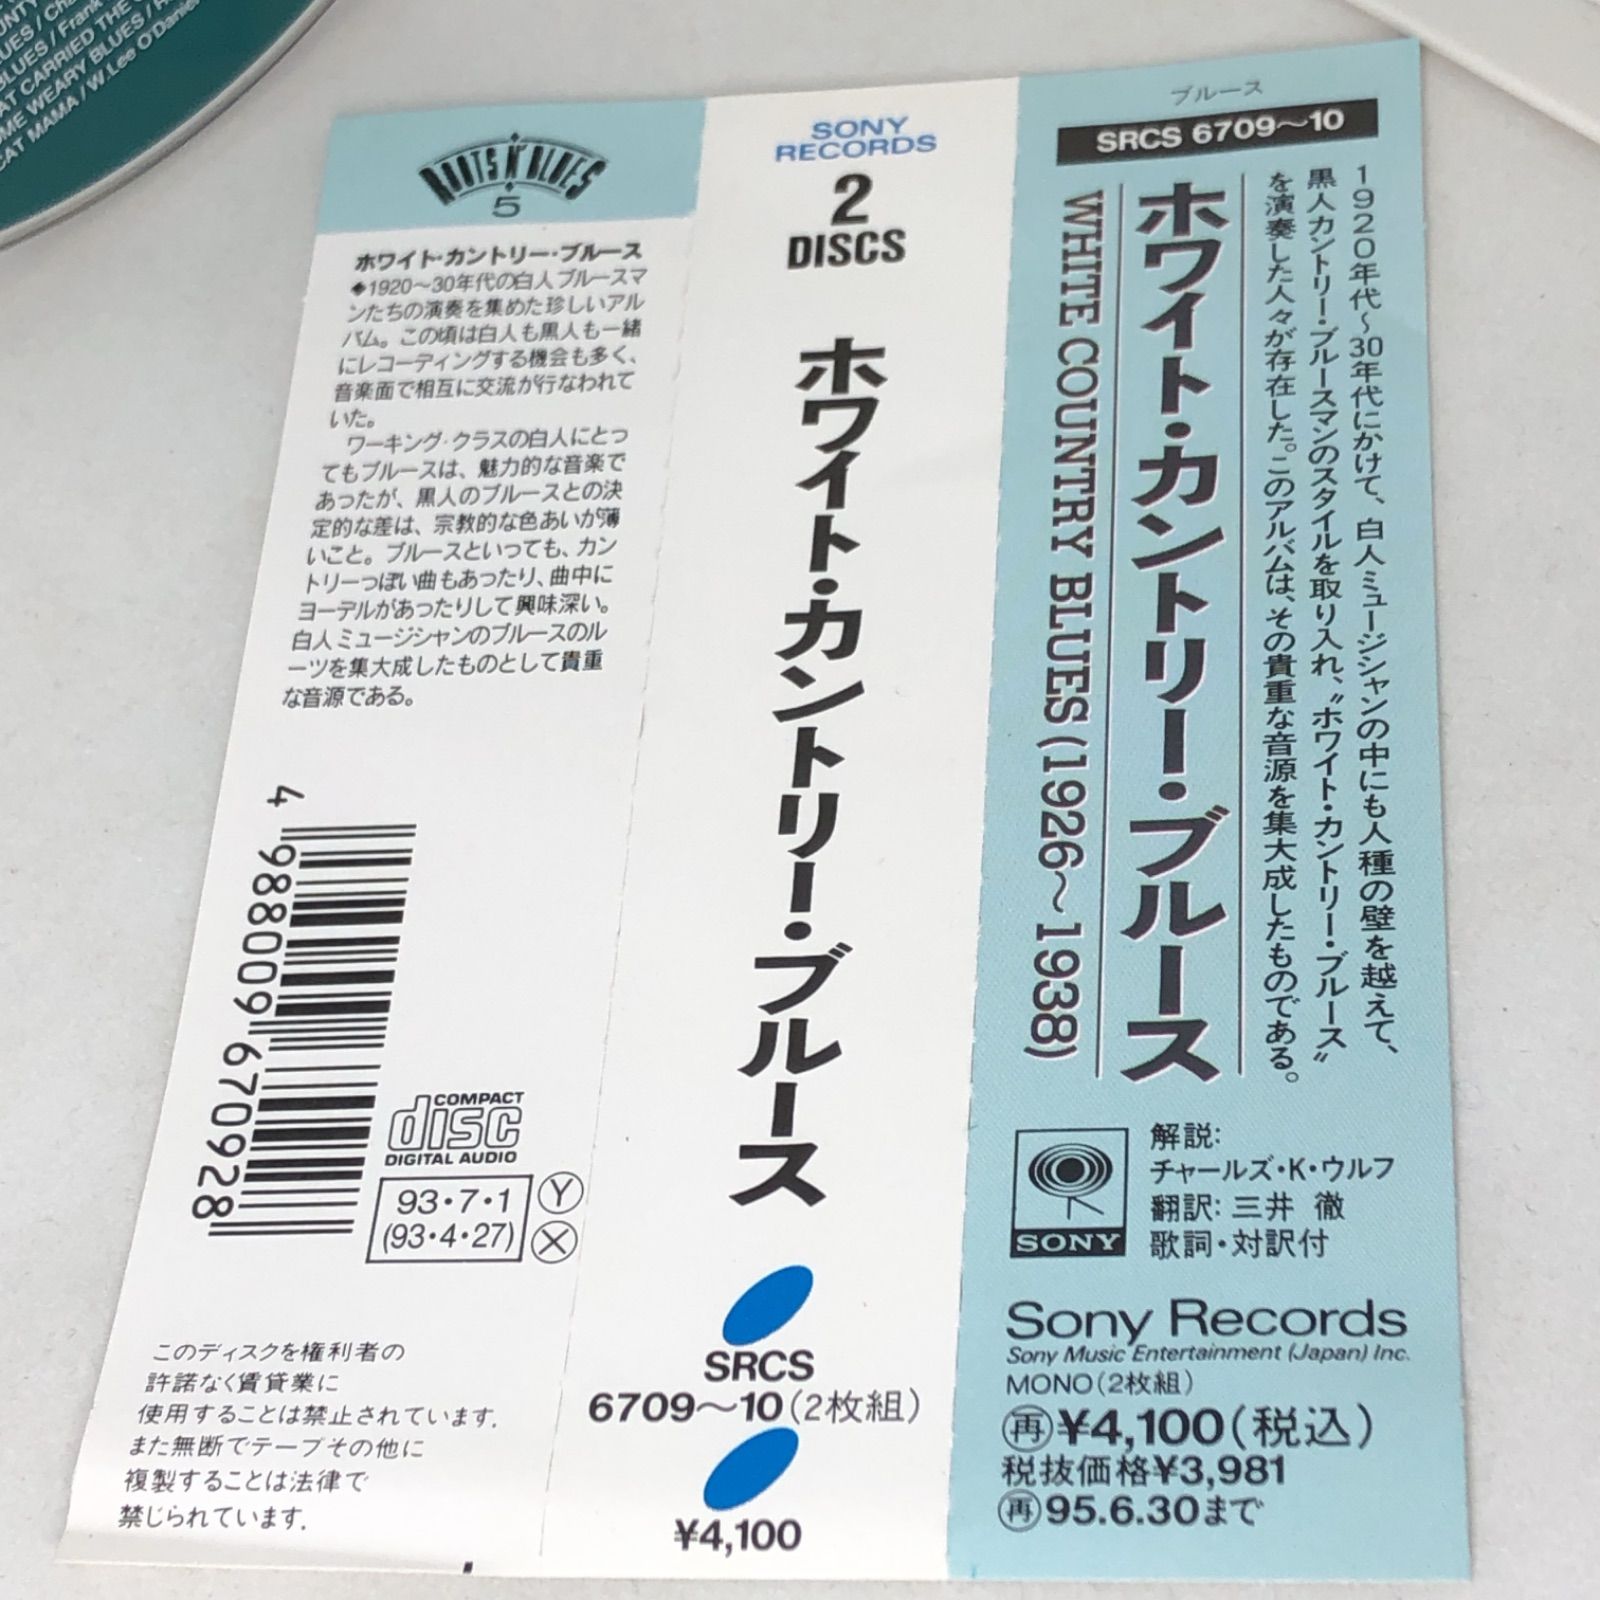 BLUES / Frank
AT CARRIED THE
ME WEARY BLUES /
CAT MAMA / W. Lee O'Daniel
ROOTS N' BLUES
5
ホワイト・カントリー・ブルース
◆1920〜30年代の白人ブルースマ
ンたちの演奏を集めた珍しいアル
バム。この頃は白人も黒人も一緒
にレコーディングする機会も多く、
音楽面で相互に交流が行なわれて
いた。
ワーキング・クラスの白人にとっ
てもブルースは、魅力的な音楽で
あったが、黒人のブルースとの決
定的な差は、宗教的な色あいが薄
いこと。ブルースといっても、カン
トリーっぽい曲もあったり、曲中に
ヨーデルがあったりして興味深い。
白人ミュージシャンのブルースのル
ーツを集大成したものとして貴重
な音源である。
4 988009 670928
COMPACT
disc
DIGITAL AUDIO
93・7・1
(93・4・27)
Y
X
このディスクを権利者の
許諾なく賃貸業に
使用することは禁止されています.
また無断でテープその他に
複製することは法律で
禁じられています.
SONY
RECORDS
2
DISCS
ホワイト・カントリー・ブルース
SRCS
6709〜10(2枚組)
¥4,100
ブルース
SRCS 6709〜10
1920年代〜30年代にかけて、白人ミュージシャンの中にも人種の壁を越えて、
黒人カントリー・ブルースマンのスタイルを取り入れ、〝ホワイト・カントリー・ブルース〟
を演奏した人々が存在した。このアルバムは、その貴重な音源を集大成したものである。
ホワイト・カントリー・ブルース
WHITE COUNTRY BLUES (1926〜1938)
SONY
解説:
チャールズ・K・ウルフ
翻訳: 三井 徹
歌詞・対訳付
Sony Records
Sony Music Entertainment (Japan) Inc.
MONO (2枚組)
㊢¥4,100(税込)
税抜価格¥3,981
再95.6.30まで